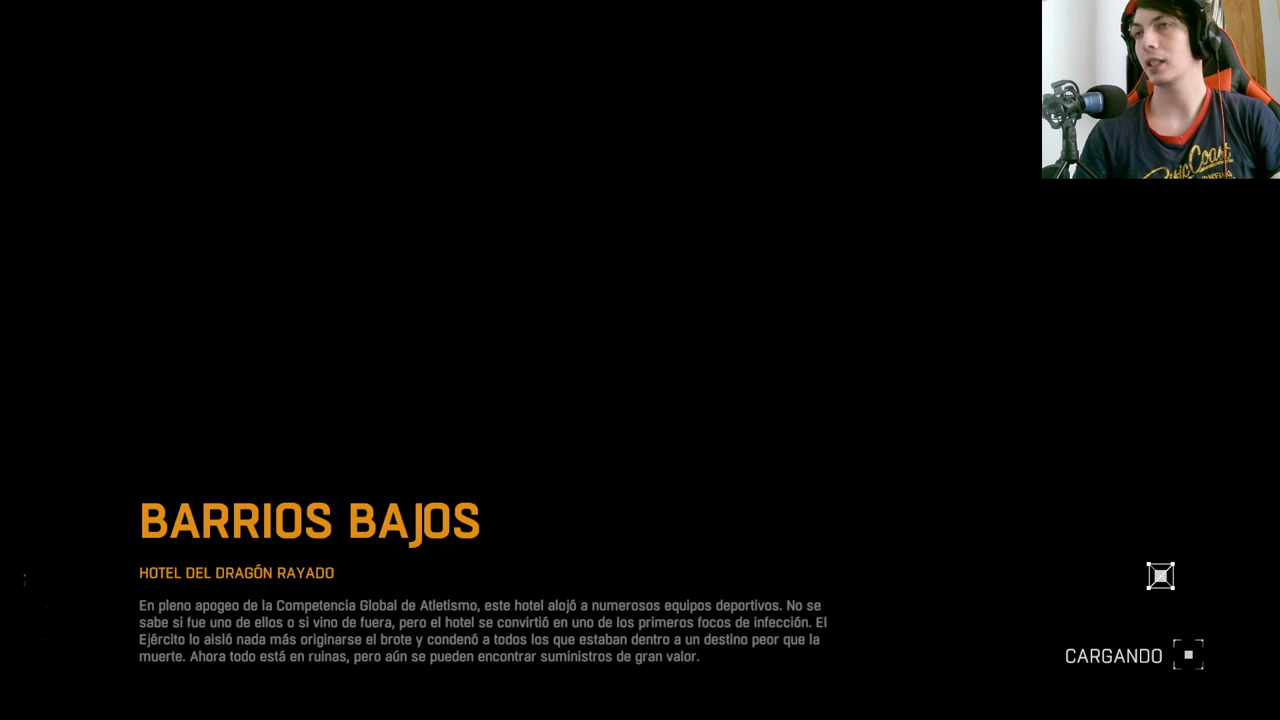 BARRIOS BAJOS
HOTEL DEL DRAGÓN RAYADO
En pleno apogeo de la Competencia Global de Atletismo, este hotel alojó a numerosos equipos deportivos. No se
sabe si fue uno de ellos o si vino de fuera, pero el hotel se convirtió en uno de los primeros focos de infección. El
Ejército lo aisló nada más originarse el brote y condenó a todos los que estaban dentro a un destino peor que la
muerte. Ahora todo está en ruinas, pero aún se pueden encontrar suministros de gran valor.
CARGANDO